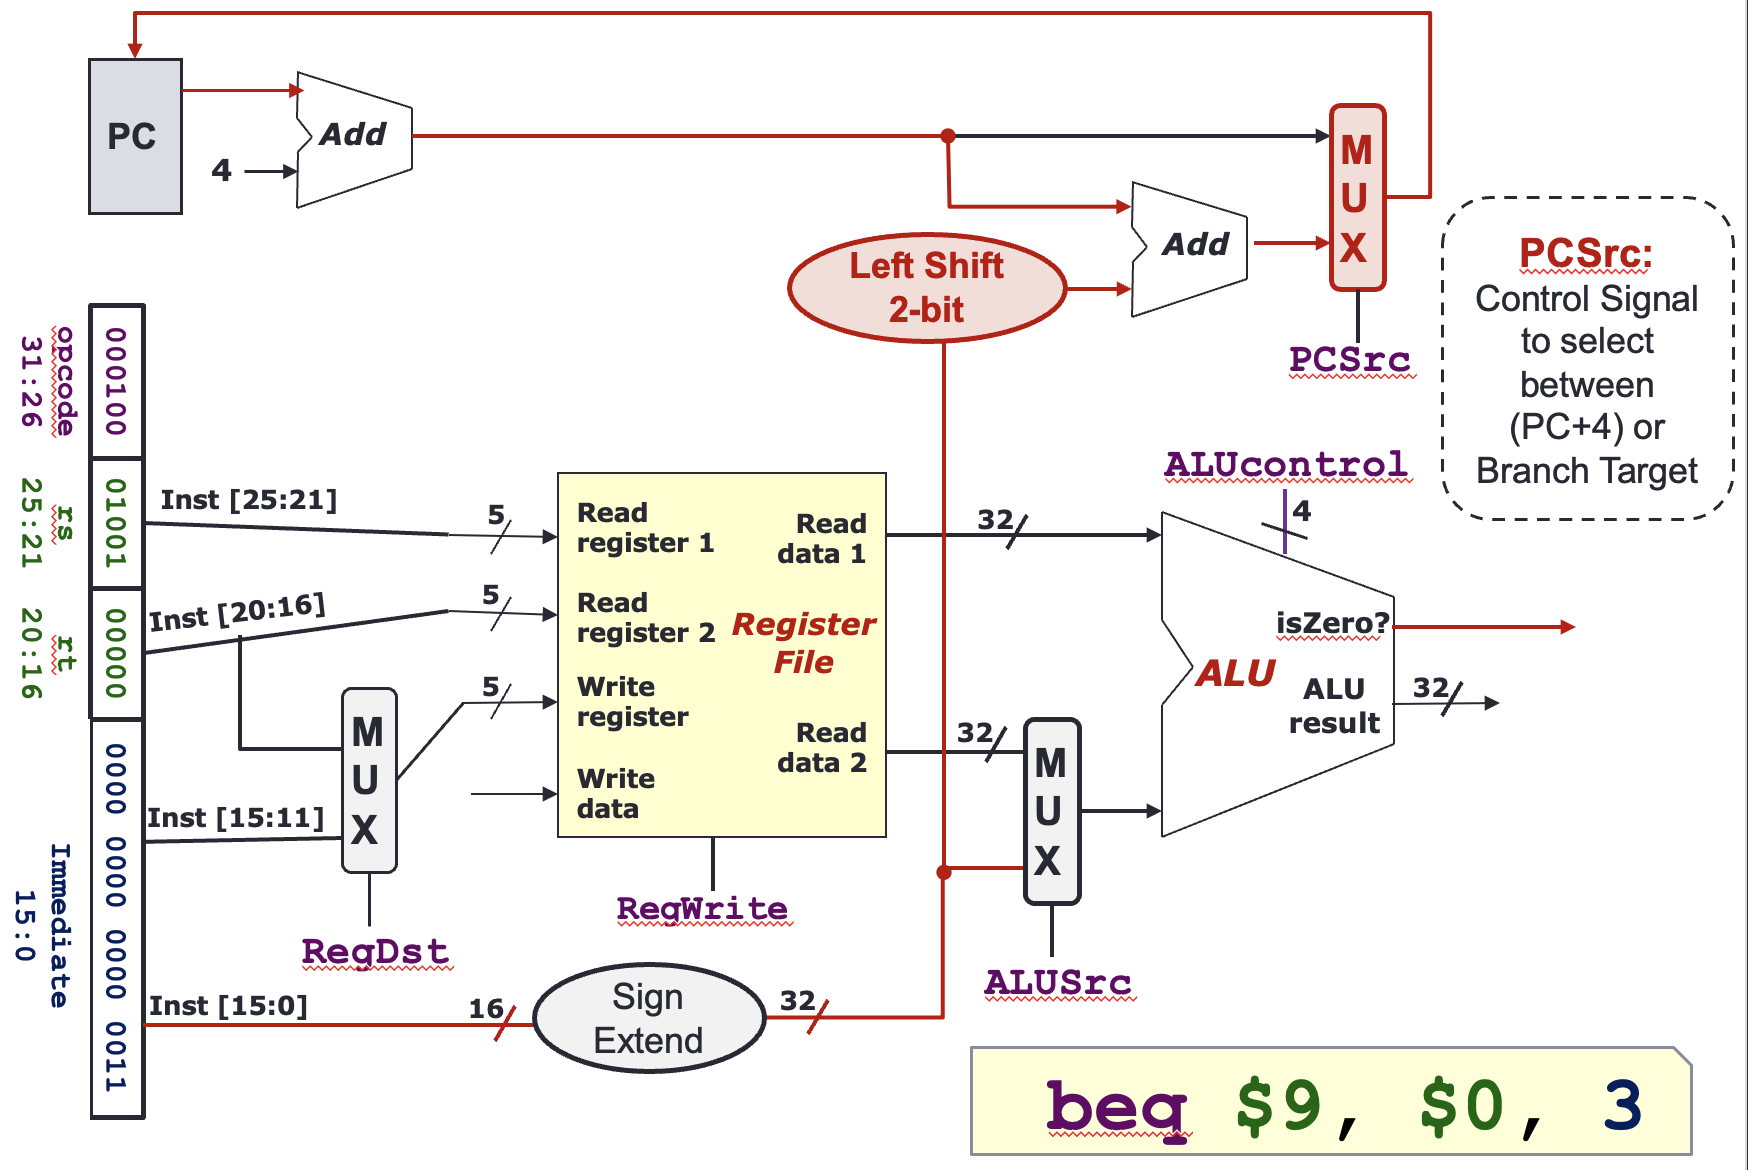 PC
4
Add
Add
Left Shift
2-bit
M
U
X
PCSrc
PCSrc:
Control Signal
to select
between
(PC+4) or
Branch Target
opcode
31:26
000100
rs
25:21
01001
rt
20:16
00000
Immediate
15:0
0000 0000 0000 0011
Inst [25:21]
5
Inst [20:16]
5
Inst [15:11]
M
U
X
5
RegDst
Inst [15:0]
16
Sign
Extend
32
Read
register 1
Read
register 2
Write
register
Write
data
Read
data 1
Register
File
Read
data 2
RegWrite
32
32
M
U
X
ALUSrc
ALUcontrol
4
isZero?
ALU
ALU
result
32
beq $9, $0, 3